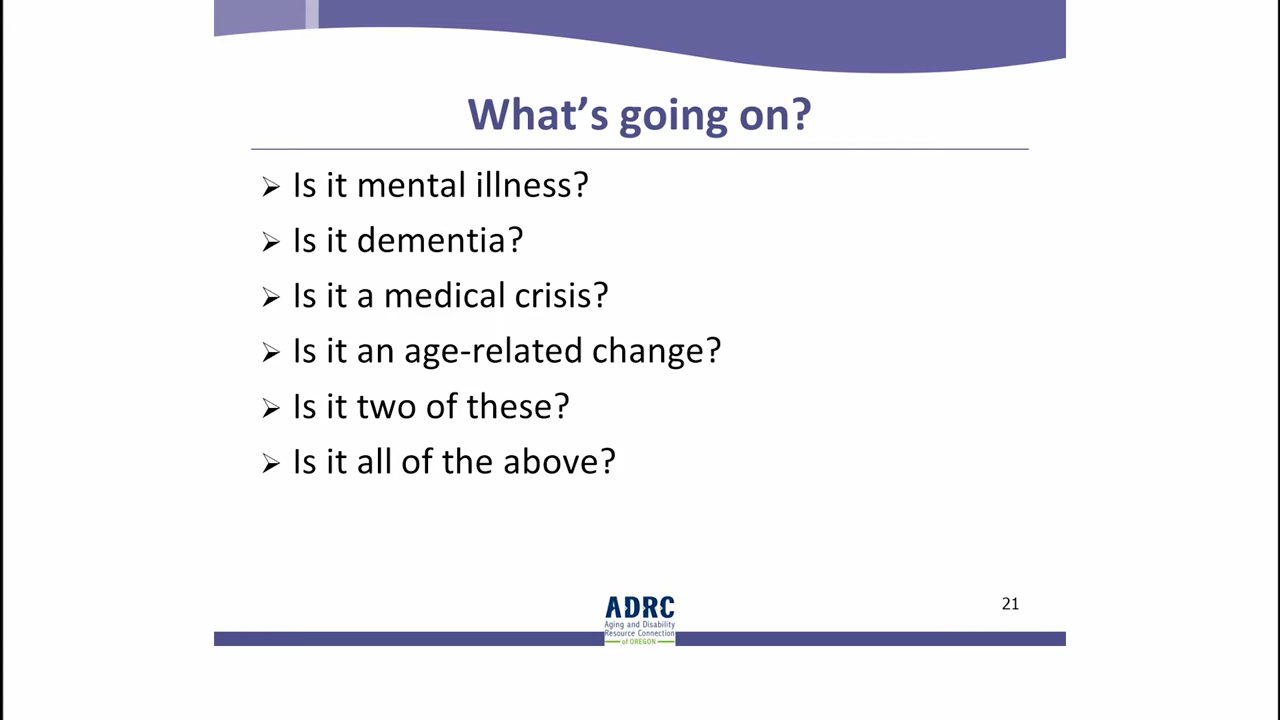 What's going on?
Is it mental illness?
Is it dementia?
Is it a medical crisis?
Is it an age-related change?
Is it two of these?
Is it all of the above?
21
ADRC
Aging and Disability
Resource Connection
of OREGON